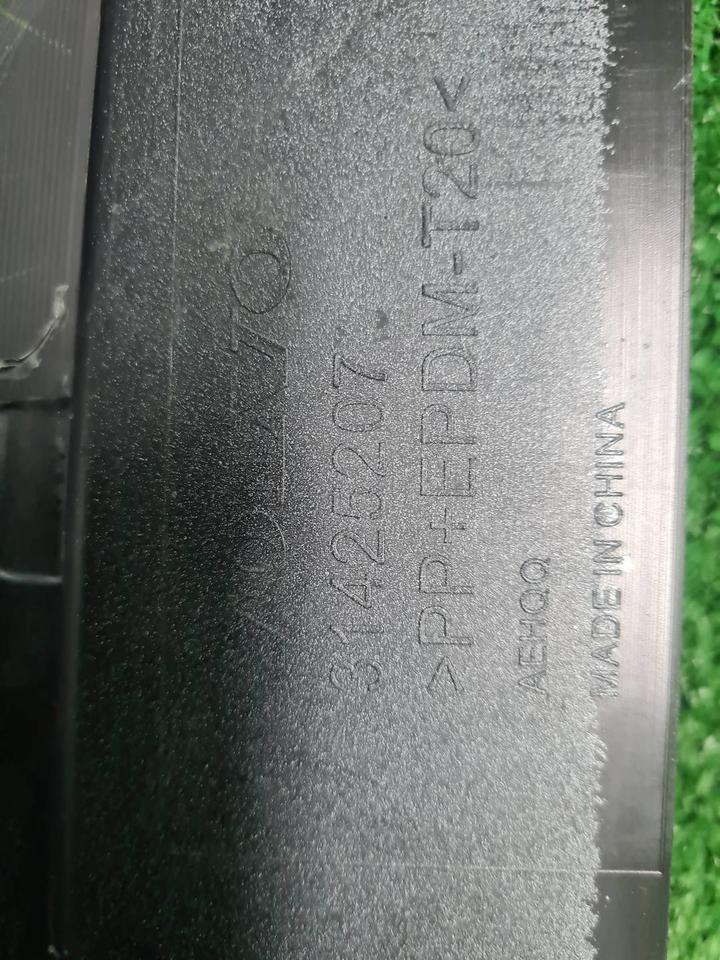 VOLVO
31425207
>PP+EPDM-T20<
AEHQQ
MADE IN CHINA